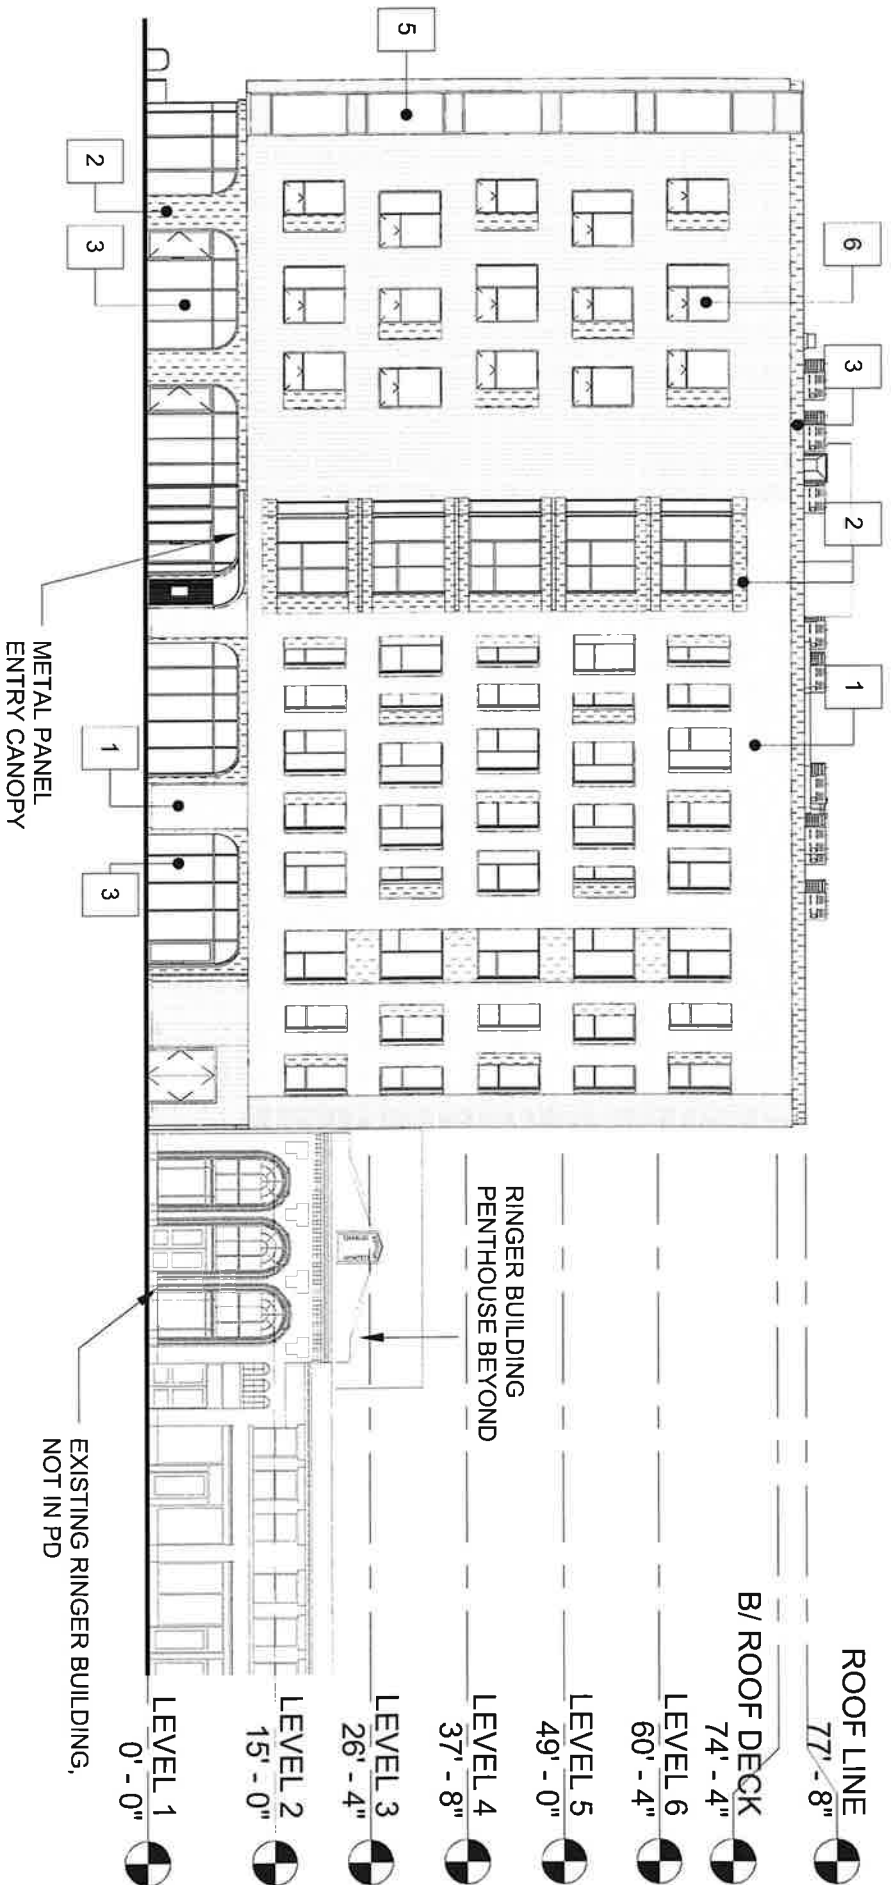 6
3
2
1
ROOF LINE
77' - 8"
B/ ROOF DECK
74' - 4"
LEVEL 6
60' - 4"
LEVEL 5
49' - 0"
RINGER BUILDING
PENTHOUSE BEYOND
LEVEL 4
37' - 8"
5
LEVEL 3
26' - 4"
LEVEL 2
15' - 0"
LEVEL 1
0' - 0"
2
3
1
3
METAL PANEL
ENTRY CANOPY
EXISTING RINGER BUILDING,
NOT IN PD